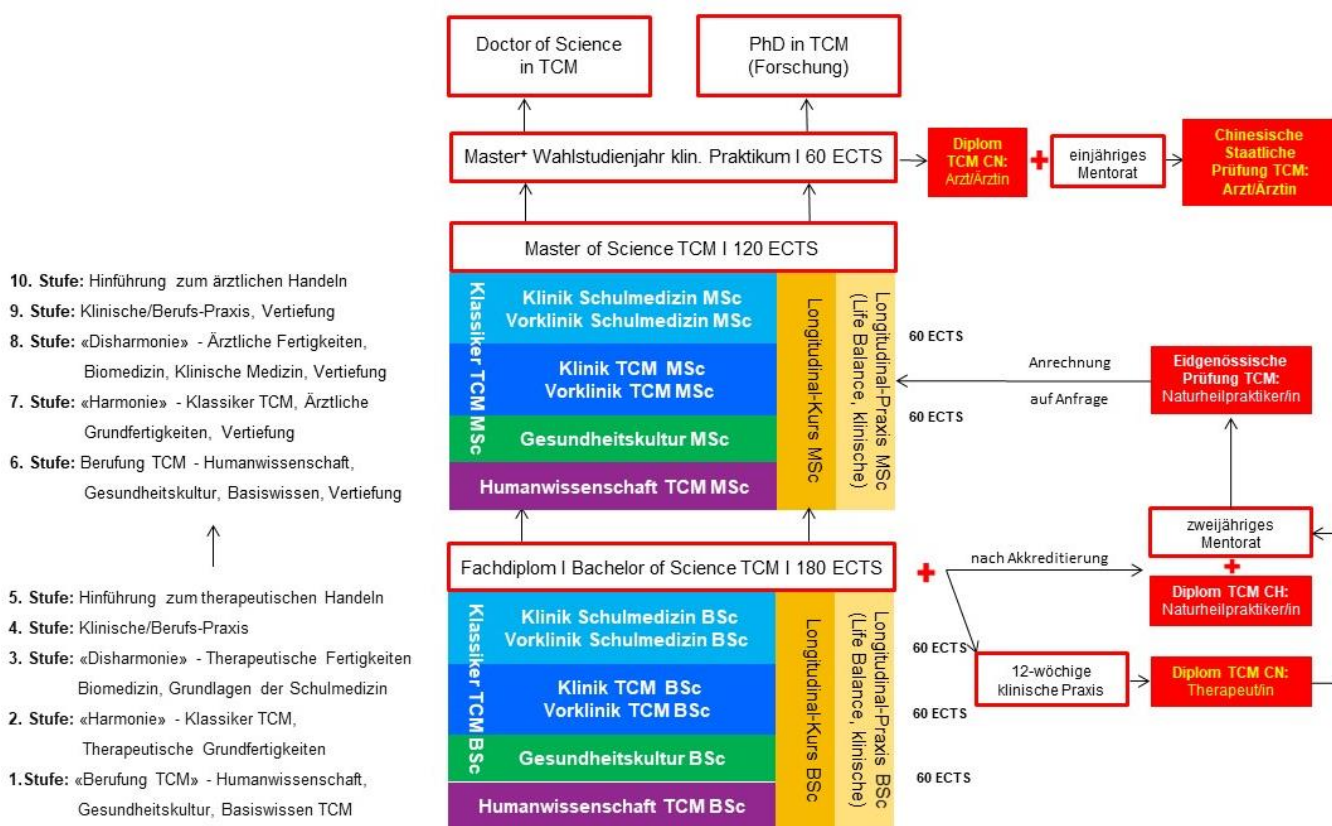 Doctor of Science
in TCM
PhD in TCM
(Forschung)
Master⁺ Wahlstudienjahr klin. Praktikum I 60 ECTS
Diplom
TCM CN:
Arzt/Ärztin
einjähriges
Mentorat
Chinesische
Staatliche
Prüfung TCM:
Arzt/Ärztin
Master of Science TCM I 120 ECTS
10. Stufe: Hinführung zum ärztlichen Handeln
9. Stufe: Klinische/Berufs-Praxis, Vertiefung
8. Stufe: «Disharmonie» - Ärztliche Fertigkeiten,
Biomedizin, Klinische Medizin, Vertiefung
7. Stufe: «Harmonie» - Klassiker TCM, Ärztliche
Grundfertigkeiten, Vertiefung
6. Stufe: Berufung TCM - Humanwissenschaft,
Gesundheitskultur, Basiswissen, Vertiefung
Klassiker TCM MSc
Klinik Schulmedizin MSc
Vorklinik Schulmedizin MSc
Klinik TCM MSc
Vorklinik TCM MSc
Gesundheitskultur MSc
Humanwissenschaft TCM MSc
Longitudinal-Kurs MSc
Longitudinal-Praxis MSc
(Life Balance, klinische)
60 ECTS
60 ECTS
Anrechnung
auf Anfrage
Eidgenössische
Prüfung TCM:
Naturheilpraktiker/in
Fachdiplom I Bachelor of Science TCM I 180 ECTS
nach Akkreditierung
zweijähriges
Mentorat
Diplom TCM CH:
Naturheilpraktiker/in
5. Stufe: Hinführung zum therapeutischen Handeln
4. Stufe: Klinische/Berufs-Praxis
3. Stufe: «Disharmonie» - Therapeutische Fertigkeiten
Biomedizin, Grundlagen der Schulmedizin
2. Stufe: «Harmonie» - Klassiker TCM,
Therapeutische Grundfertigkeiten
1.Stufe: «Berufung TCM» - Humanwissenschaft,
Gesundheitskultur, Basiswissen TCM
Klassiker TCM BSc
Klinik Schulmedizin BSc
Vorklinik Schulmedizin BSc
Klinik TCM BSc
Vorklinik TCM BSc
Gesundheitskultur BSc
Humanwissenschaft TCM BSc
Longitudinal-Kurs BSc
Longitudinal-Praxis BSc
(Life Balance, klinische)
60 ECTS
60 ECTS
60 ECTS
12-wöchige
klinische Praxis
Diplom TCM CN:
Therapeut/in